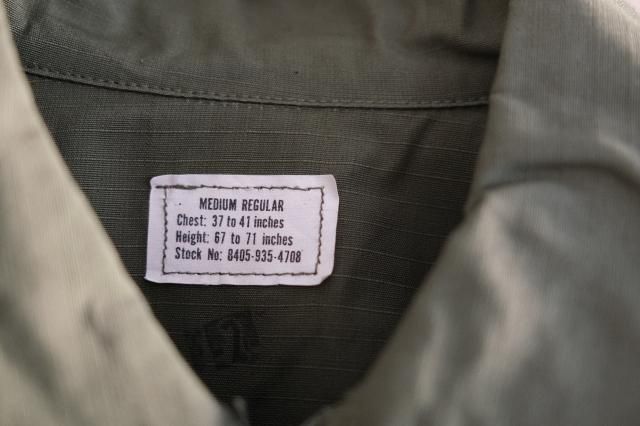 MEDIUM REGULAR
Chest: 37 to 41 inches
Height: 67 to 71 inches
Stock No: 8405-935-4708